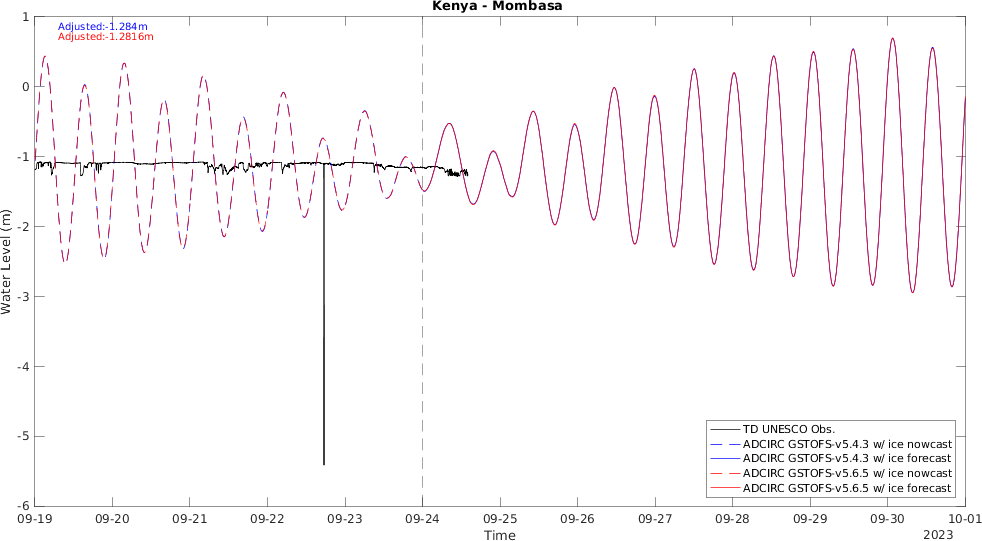 Kenya - Mombasa
Adjusted:-1.284m
Adjusted:-1.2816m
1
0
-1
-2
-3
-4
-5
-6
Water Level (m)
TD UNESCO Obs.
ADCIRC GSTOFS-v5.4.3 w/ ice nowcast
ADCIRC GSTOFS-v5.4.3 w/ ice forecast
ADCIRC GSTOFS-v5.6.5 w/ ice nowcast
ADCIRC GSTOFS-v5.6.5 w/ ice forecast
09-19 09-20 09-21 09-22 09-23 09-24 09-25 09-26 09-27 09-28 09-29 09-30 10-01
Time
2023